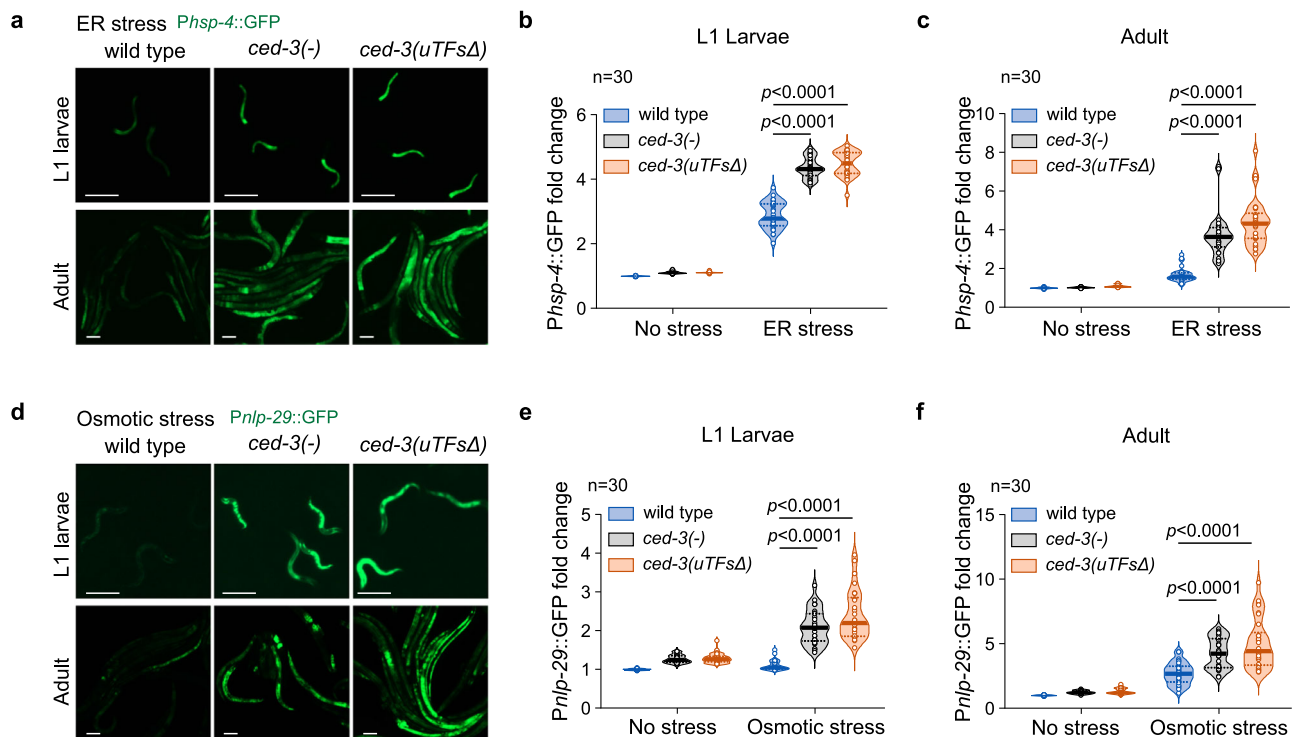 a
ER stress Phsp-4::GFP
wild type ced-3(-) ced-3(uTFsΔ)
L1 larvae
Adult
b
L1 Larvae
n=30
wild type
ced-3(-)
ced-3(uTFsΔ)
p<0.0001
p<0.0001
Phsp-4::GFP fold change
6
4
2
0
No stress ER stress
c
Adult
n=30
wild type
ced-3(-)
ced-3(uTFsΔ)
p<0.0001
p<0.0001
Phsp-4::GFP fold change
10
8
6
4
2
0
No stress ER stress
d
Osmotic stress Pnlp-29::GFP
wild type ced-3(-) ced-3(uTFsΔ)
L1 larvae
Adult
e
L1 Larvae
n=30
wild type
ced-3(-)
ced-3(uTFsΔ)
p<0.0001
p<0.0001
Pnlp-29::GFP fold change
5
4
3
2
1
0
No stress Osmotic stress
f
Adult
n=30
wild type
ced-3(-)
ced-3(uTFsΔ)
p<0.0001
p<0.0001
Pnlp-29::GFP fold change
15
10
5
0
No stress Osmotic stress